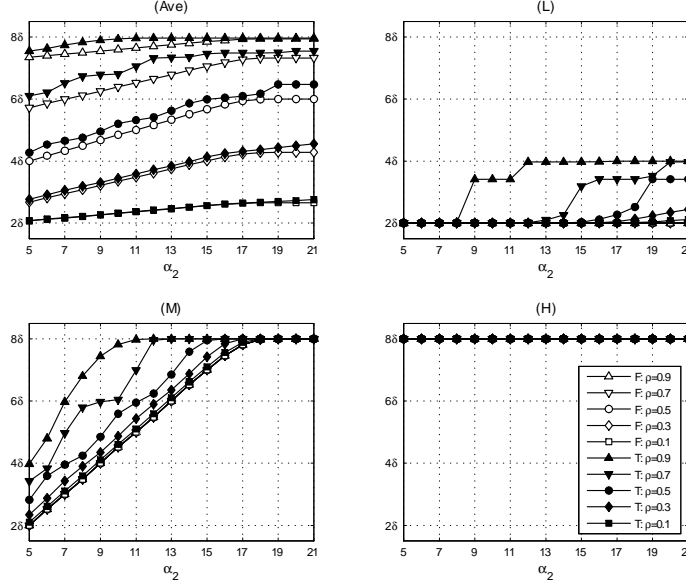 (Ave)
8δ
6δ
4δ
2δ
5 7 9 11 13 15 17 19 21
α2
(L)
8δ
6δ
4δ
2δ
5 7 9 11 13 15 17 19
α2
(M)
8δ
6δ
4δ
2δ
5 7 9 11 13 15 17 19 21
α2
(H)
8δ
6δ
4δ
2δ
5 7 9 11 13 15 17 19
α2
F: ρ=0.9
F: ρ=0.7
F: ρ=0.5
F: ρ=0.3
F: ρ=0.1
T: ρ=0.9
T: ρ=0.7
T: ρ=0.5
T: ρ=0.3
T: ρ=0.1